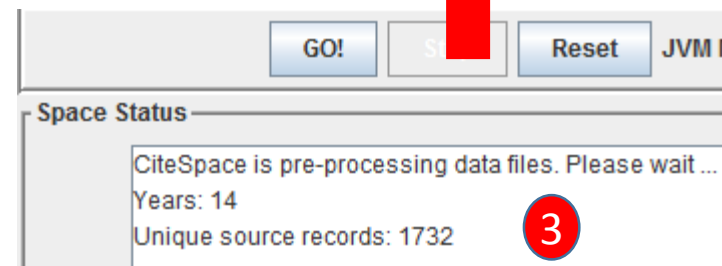 GO! Reset JVM
Space Status
CiteSpace is pre-processing data files. Please wait ...
Years: 14
Unique source records: 1732
3